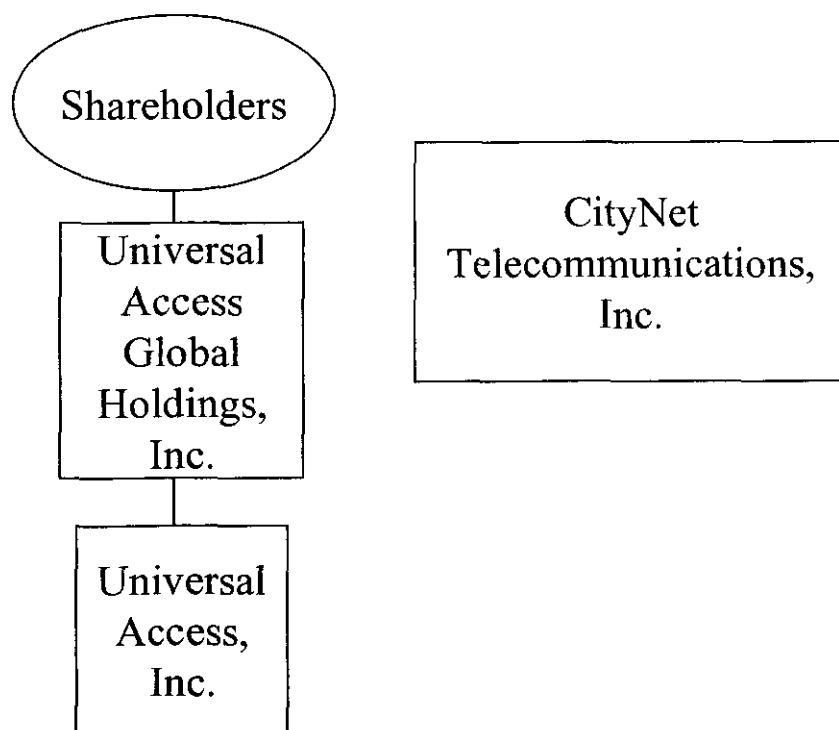 Shareholders
Universal
Access
Global
Holdings,
Inc.
Universal
Access,
Inc.
CityNet
Telecommunications,
Inc.